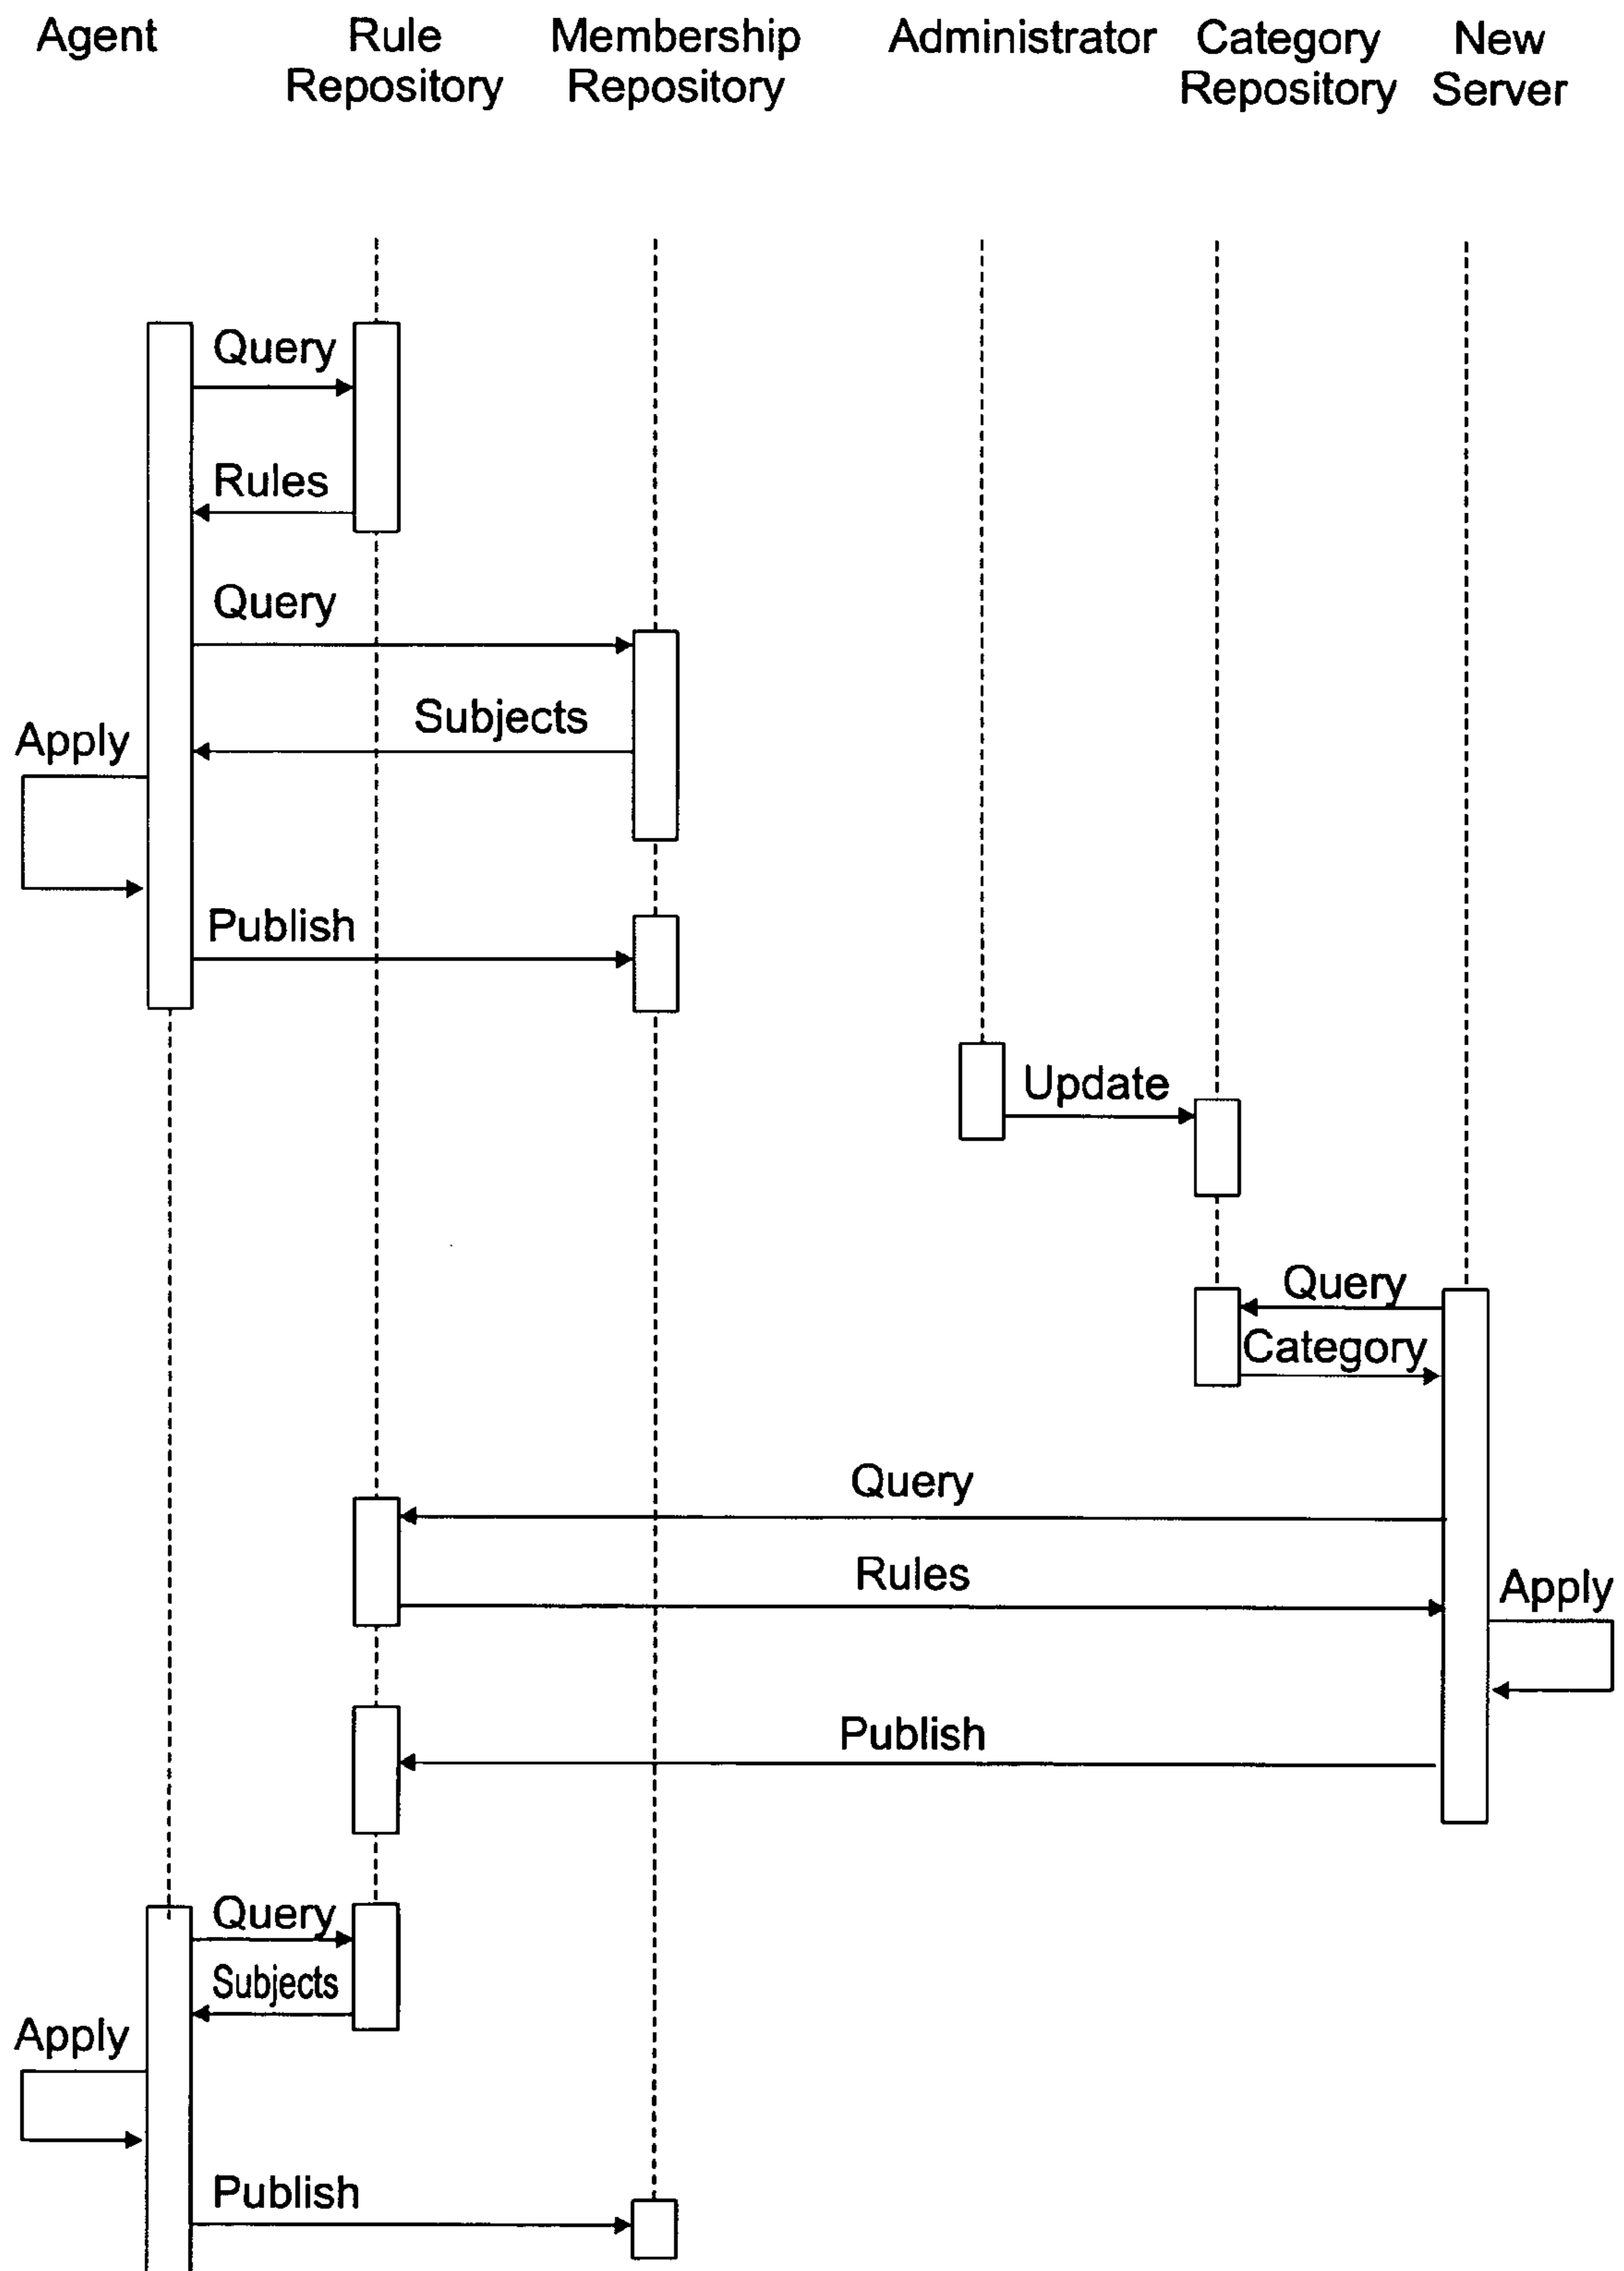 Agent
Rule
Repository
Membership
Repository
Administrator
Category
Repository
New
Server
Query
Rules
Query
Subjects
Apply
Publish
Update
Query
Category
Query
Rules
Apply
Publish
Query
Subjects
Apply
Publish